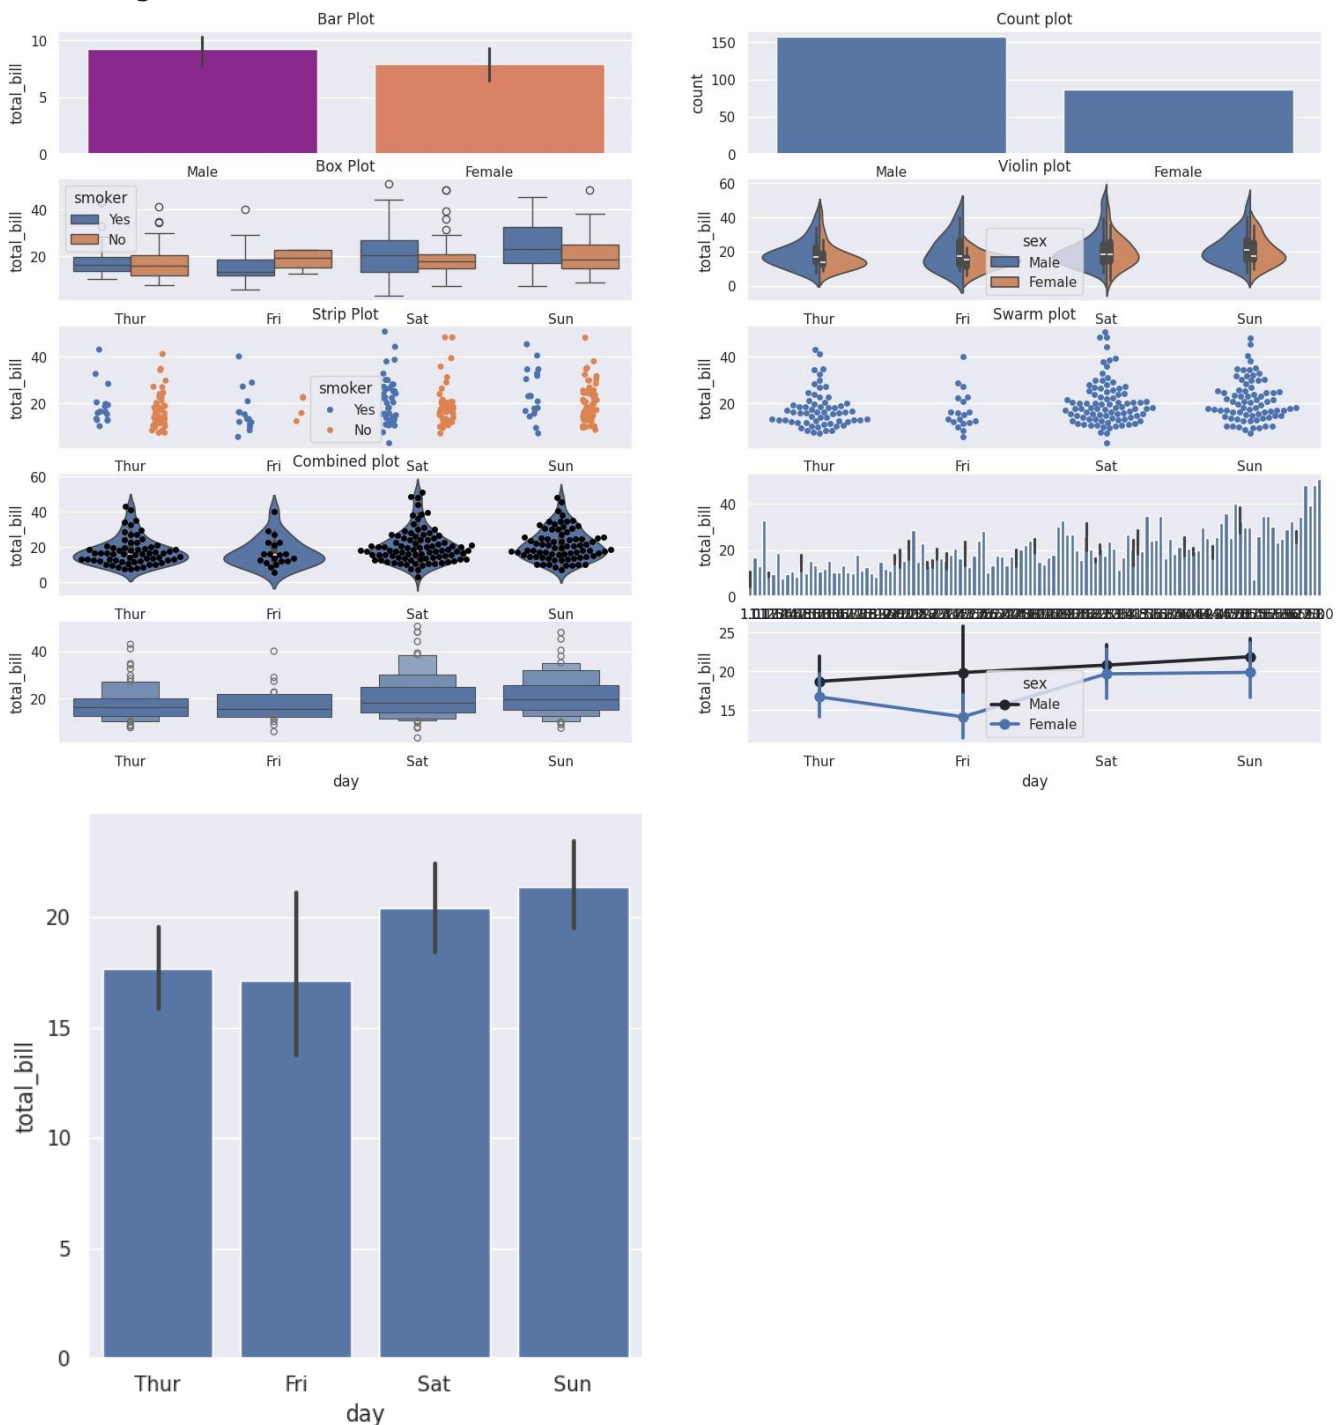 Bar Plot
total_bill
10
5
0
Male
Female
Count plot
count
150
100
50
0
Male
Female
Box Plot
total_bill
40
20
smoker
Yes
No
Thur
Fri
Sat
Sun
Violin plot
total_bill
60
40
20
0
sex
Male
Female
Thur
Fri
Sat
Sun
Strip Plot
total_bill
40
20
smoker
Yes
No
Thur
Fri
Sat
Sun
Swarm plot
total_bill
40
20
Thur
Fri
Sat
Sun
Combined plot
total_bill
60
40
20
0
Thur
Fri
Sat
Sun
total_bill
40
20
0
total_bill
40
20
Thur
Fri
Sat
Sun
day
total_bill
25
20
15
sex
Male
Female
Thur
Fri
Sat
Sun
total_bill
20
15
10
5
0
Thur
Fri
Sat
Sun
day